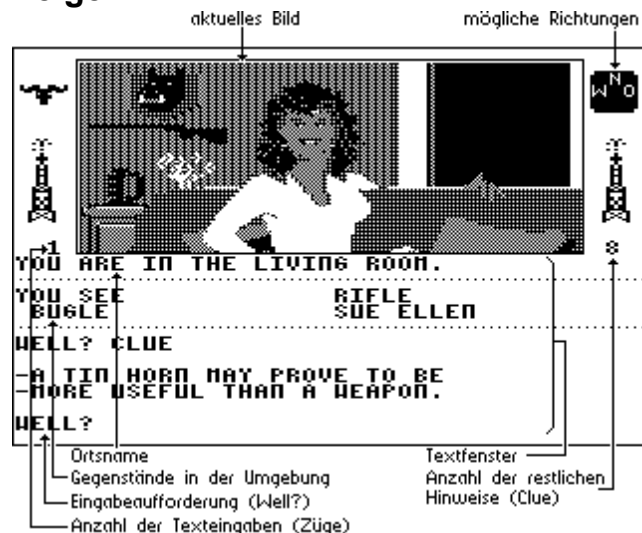 aktuelles Bild
mögliche Richtungen
N
W O
1
8
YOU ARE IN THE LIVING ROOM.
YOU SEE RIFLE
BUGLE SUE ELLEN
WELL? CLUE
-A TIN HORN MAY PROVE TO BE
-MORE USEFUL THAN A WEAPON.
WELL?
Ortsname
Gegenstände in der Umgebung
Eingabeaufforderung (Well?)
Anzahl der Texteingaben (Züge)
Textfenster
Anzahl der restlichen
Hinweise (Clue)